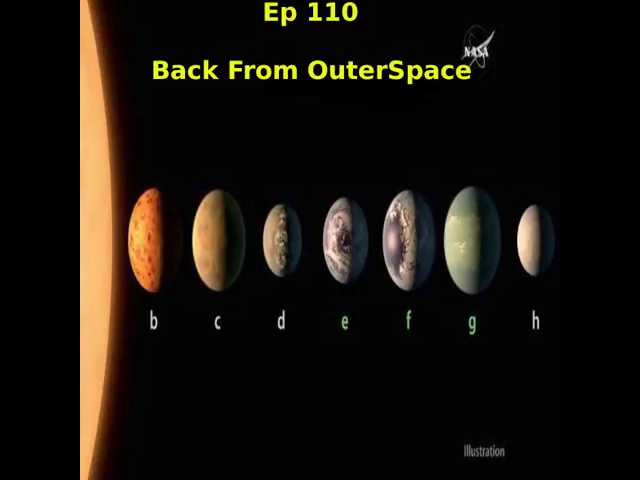 Ep 110
Back From OuterSpace
NASA
b c d e f g h
Illustration